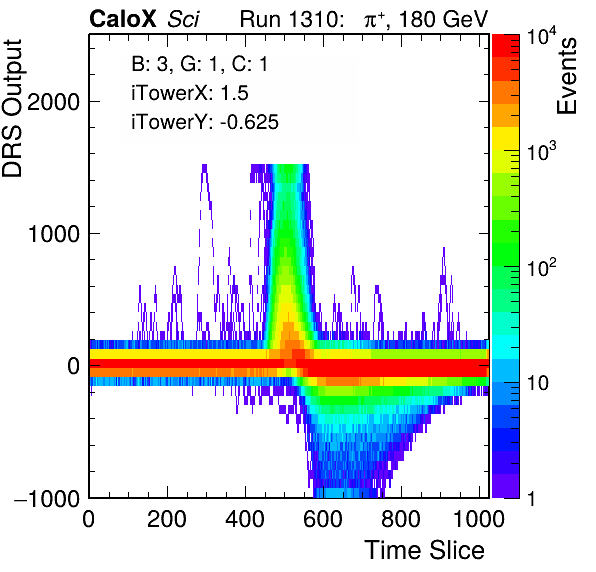 CaloX Sci Run 1310: π⁺, 180 GeV
B: 3, G: 1, C: 1
iTowerX: 1.5
iTowerY: -0.625
DRS Output
2000
1000
0
−1000
0 200 400 600 800 1000
Time Slice
Events
10⁴
10³
10²
10
1